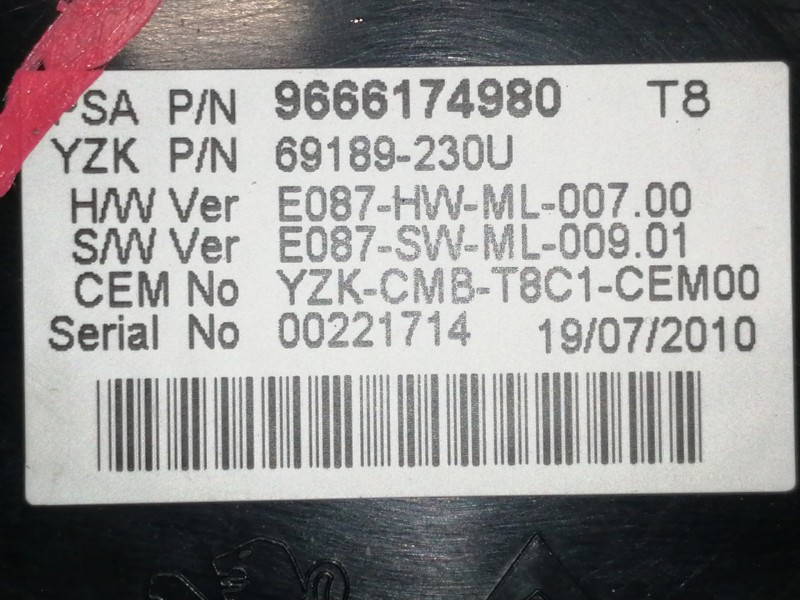 PSA P/N 9666174980 T8
YZK P/N 69189-230U
H/W Ver E087-HW-ML-007.00
S/W Ver E087-SW-ML-009.01
CEM No YZK-CMB-T8C1-CEM00
Serial No 00221714 19/07/2010